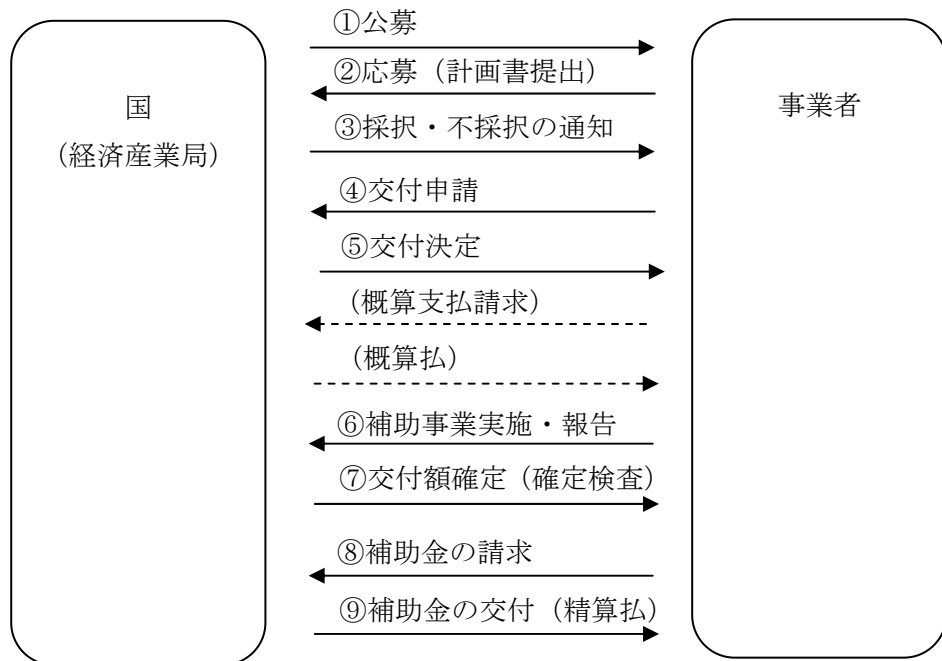 ①公募
②応募（計画書提出）
国
（経済産業局）
事業者
③採択・不採択の通知
④交付申請
⑤交付決定
（概算支払請求）
（概算払）
⑥補助事業実施・報告
⑦交付額確定（確定検査）
⑧補助金の請求
⑨補助金の交付（精算払）